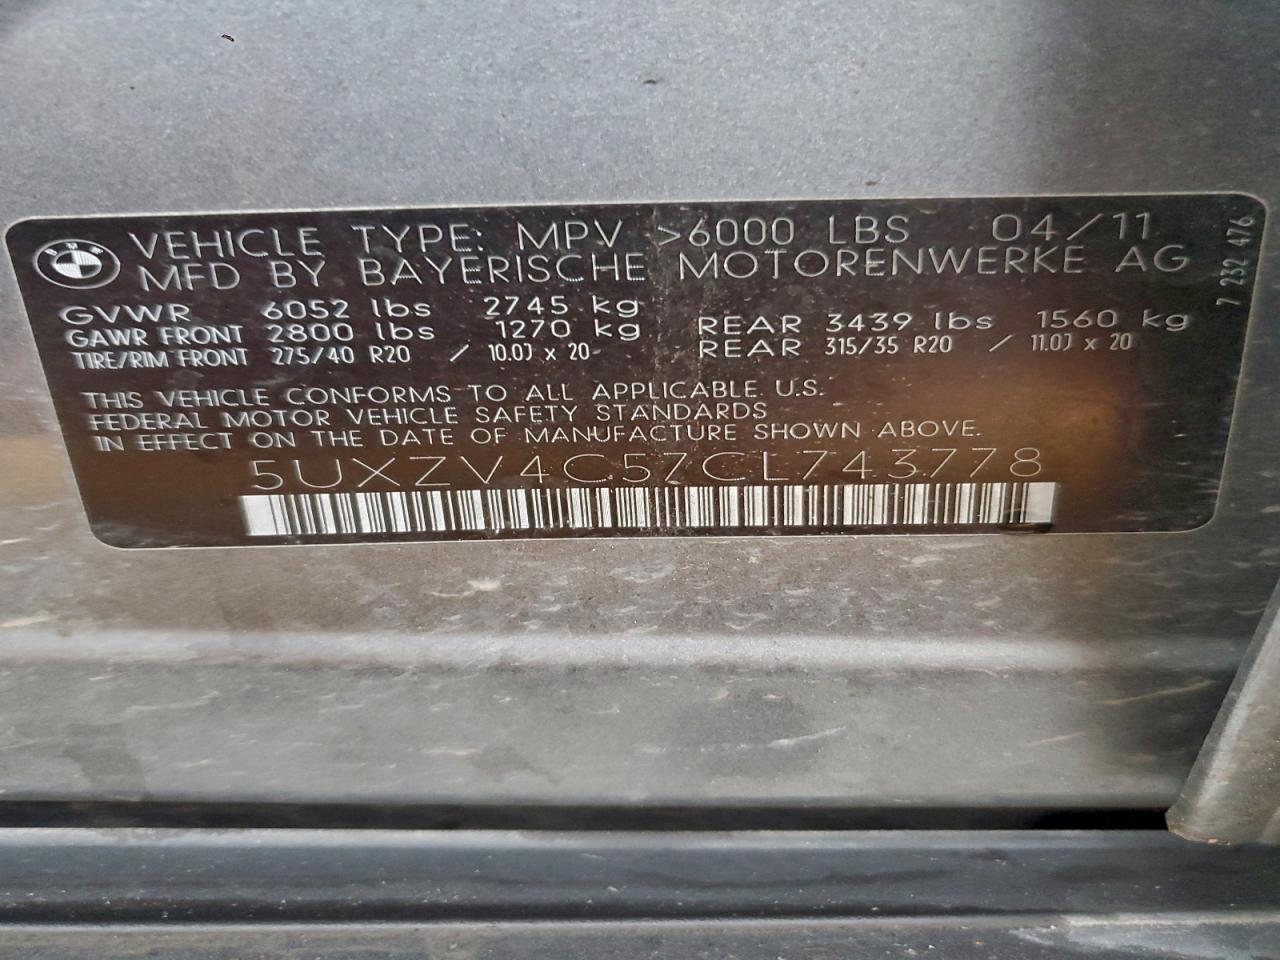 VEHICLE TYPE: MPV >6000 LBS 04/11
MFD BY BAYERISCHE MOTORENWERKE AG
GVWR 6052 lbs 2745 kg
GAWR FRONT 2800 lbs 1270 kg REAR 3439 lbs 1560 kg
TIRE/RIM FRONT 275/40 R20 / 10.0J x 20 REAR 315/35 R20 / 11.0J x 20
THIS VEHICLE CONFORMS TO ALL APPLICABLE U.S.
FEDERAL MOTOR VEHICLE SAFETY STANDARDS
IN EFFECT ON THE DATE OF MANUFACTURE SHOWN ABOVE.
5UXZV4C57CL743778
7 232 476
BMW